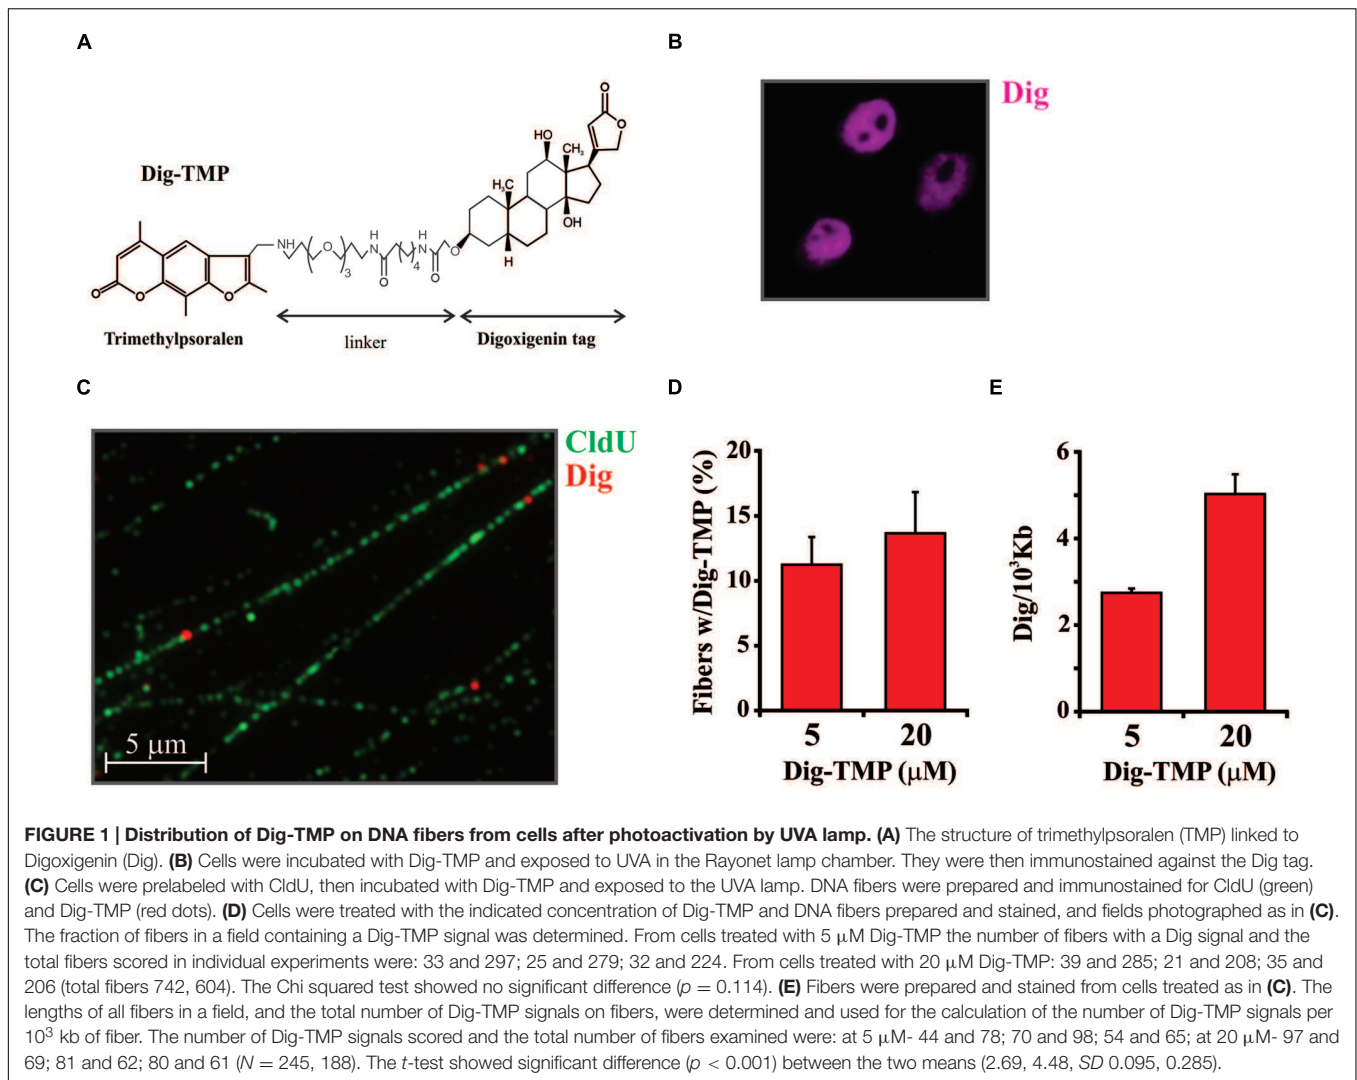 A
B
Dig
Dig-TMP
O
O
HO
CH3
H3C
OH
H
NH
O
3
H
N
O
4
H
N
O
O
O
O
O
Trimethylpsoralen
linker
Digoxigenin tag
C
CldU
Dig
5 μm
D
Fibers w/Dig-TMP (%)
20
15
10
5
0
5 20
Dig-TMP (μM)
E
Dig/10³Kb
6
4
2
0
5 20
Dig-TMP (μM)
FIGURE 1 | Distribution of Dig-TMP on DNA fibers from cells after photoactivation by UVA lamp. (A) The structure of trimethylpsoralen (TMP) linked to
Digoxigenin (Dig). (B) Cells were incubated with Dig-TMP and exposed to UVA in the Rayonet lamp chamber. They were then immunostained against the Dig tag.
(C) Cells were prelabeled with CldU, then incubated with Dig-TMP and exposed to the UVA lamp. DNA fibers were prepared and immunostained for CldU (green)
and Dig-TMP (red dots). (D) Cells were treated with the indicated concentration of Dig-TMP and DNA fibers prepared and stained, and fields photographed as in (C).
The fraction of fibers in a field containing a Dig-TMP signal was determined. From cells treated with 5 μM Dig-TMP the number of fibers with a Dig signal and the
total fibers scored in individual experiments were: 33 and 297; 25 and 279; 32 and 224. From cells treated with 20 μM Dig-TMP: 39 and 285; 21 and 208; 35 and
206 (total fibers 742, 604). The Chi squared test showed no significant difference (p = 0.114). (E) Fibers were prepared and stained from cells treated as in (C). The
lengths of all fibers in a field, and the total number of Dig-TMP signals on fibers, were determined and used for the calculation of the number of Dig-TMP signals per
10³ kb of fiber. The number of Dig-TMP signals scored and the total number of fibers examined were: at 5 μM- 44 and 78; 70 and 98; 54 and 65; at 20 μM- 97 and
69; 81 and 62; 80 and 61 (N = 245, 188). The t-test showed significant difference (p < 0.001) between the two means (2.69, 4.48, SD 0.095, 0.285).